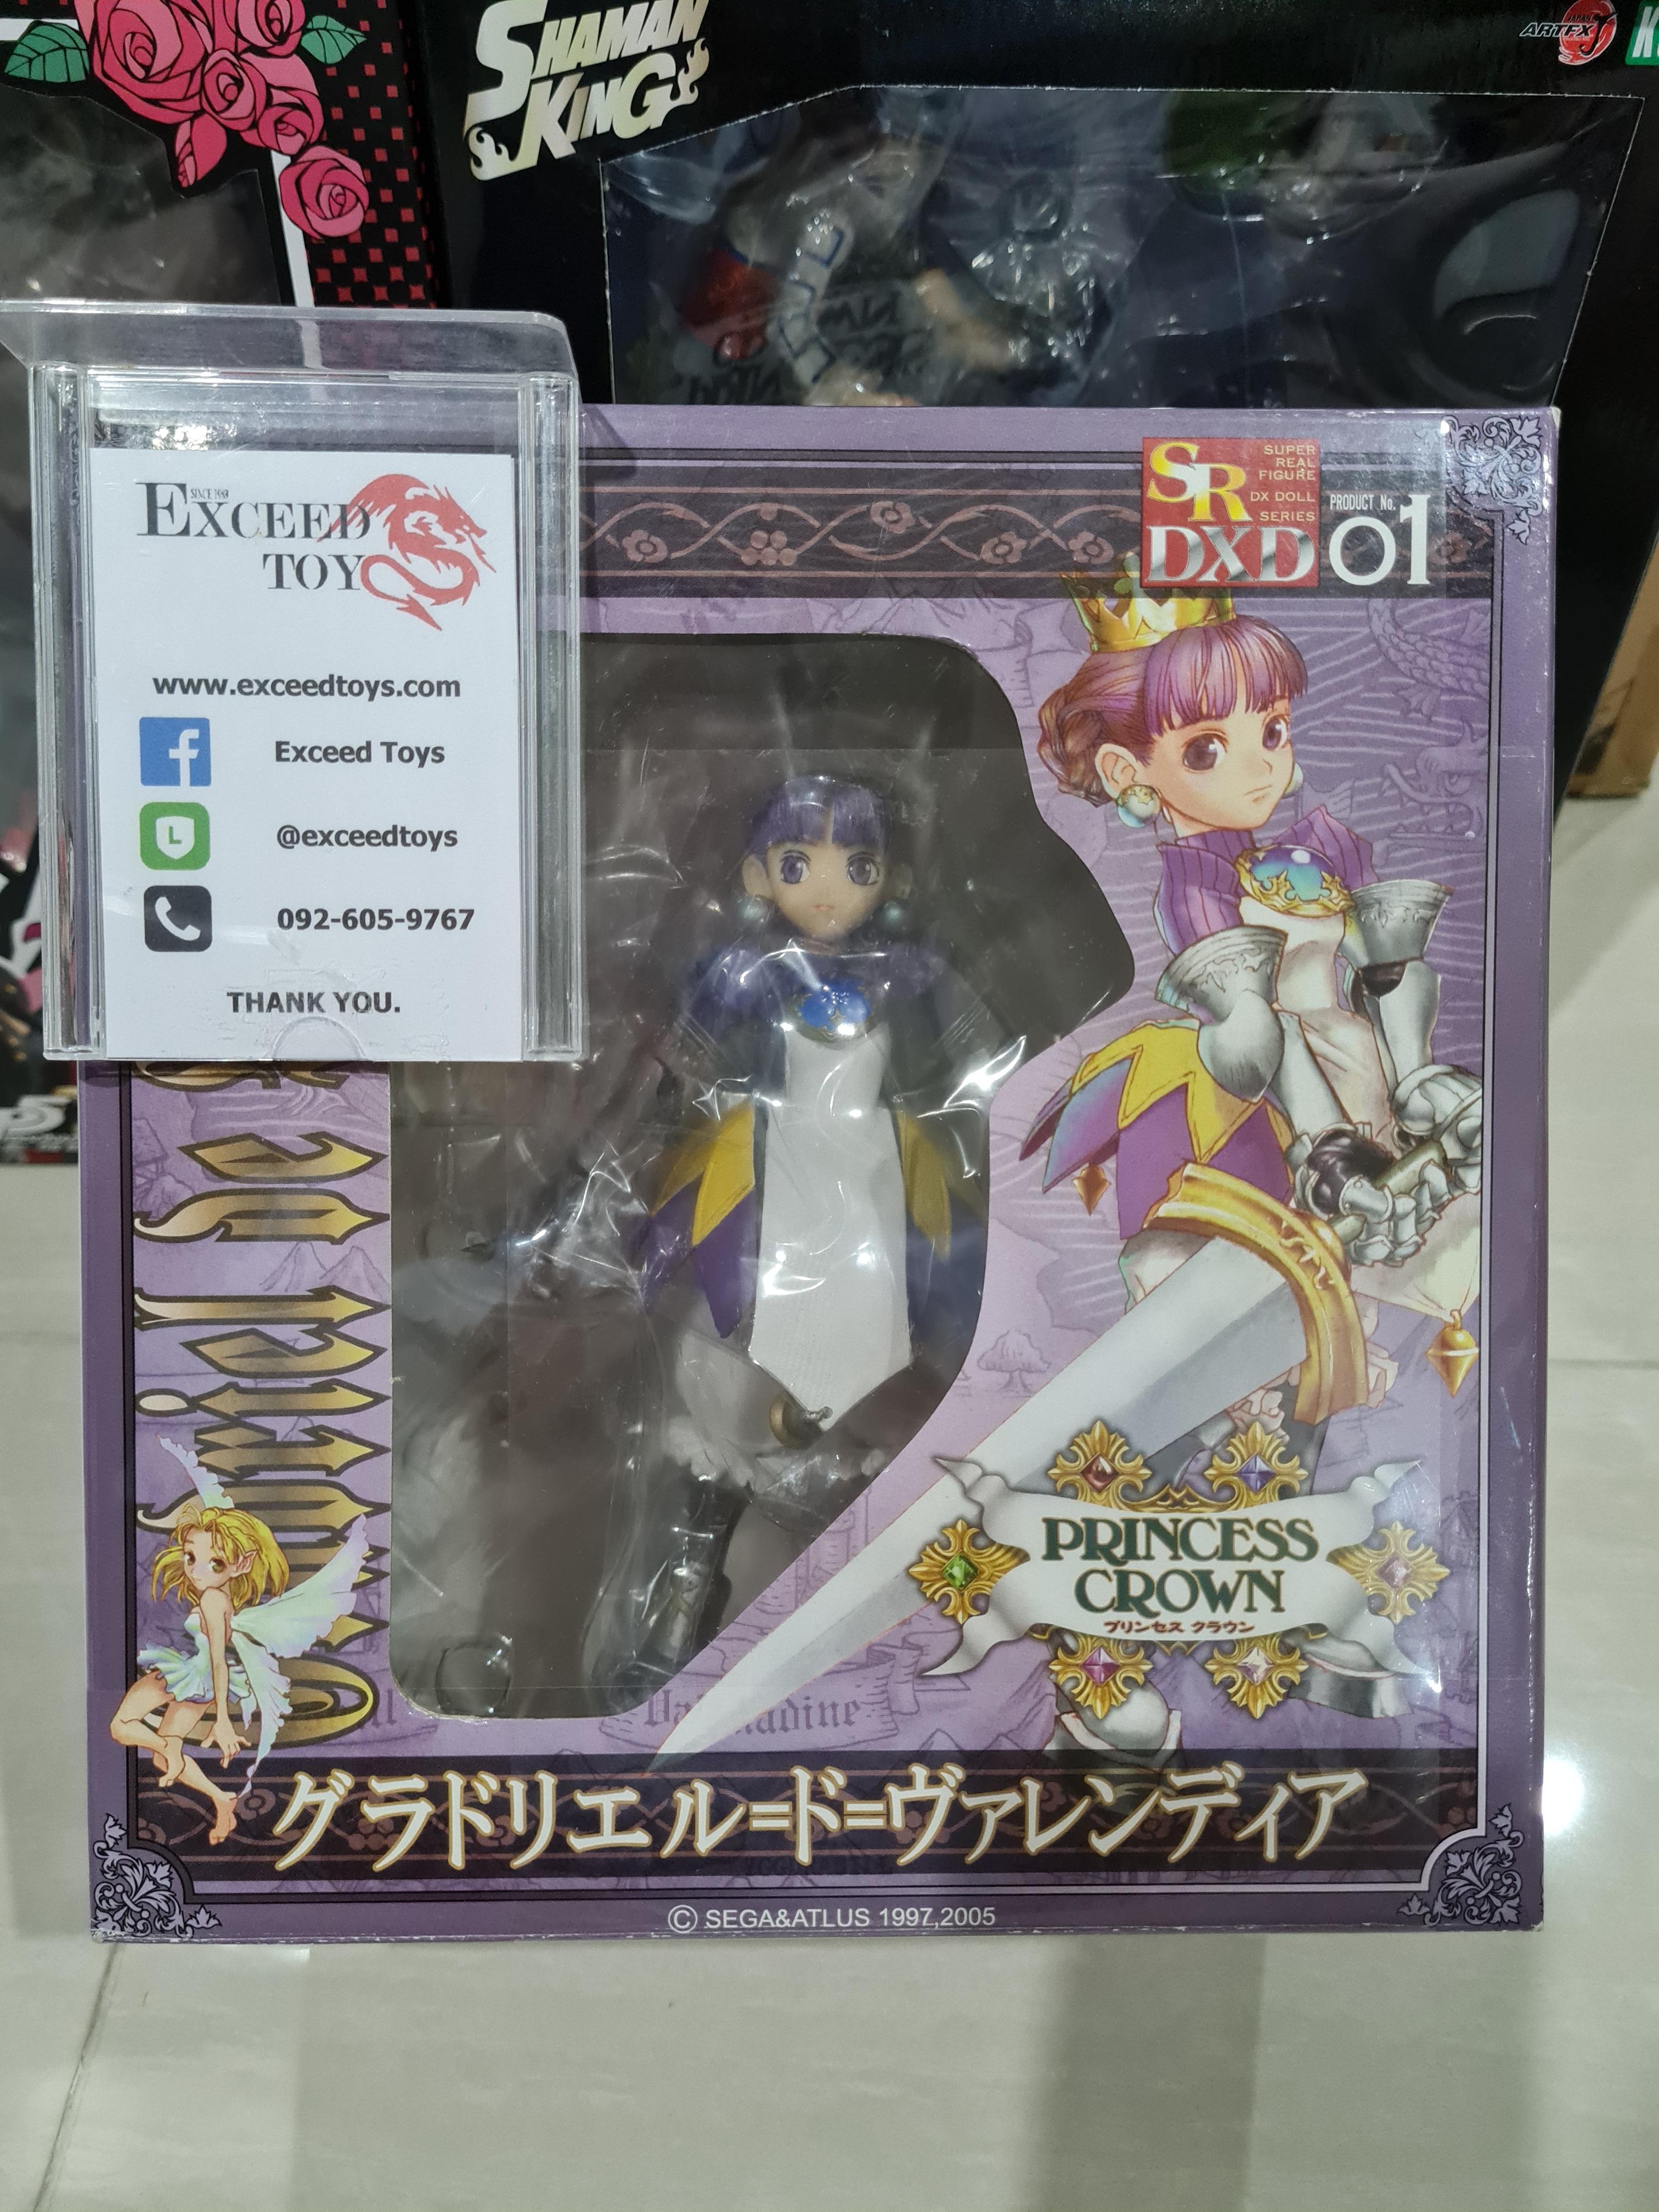 SHAMAN
KING
JAPAN
ARTFX J
EXCEED
SINCE 1989
TOY
www.exceedtoys.com
Exceed Toys
L
@exceedtoys
092-605-9767
THANK YOU.
SR
DXD
SUPER
REAL
FIGURE
DX DOLL
SERIES
PRODUCT No.
01
de
PRINCESS
CROWN
プリンセス クラウン
グラドリエル=ド=ヴァレンディア
© SEGA&ATLUS 1997,2005